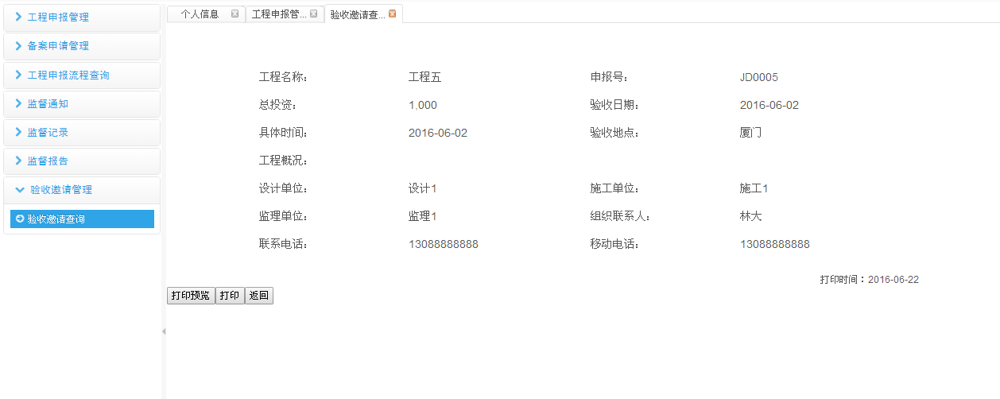 工程申报管理
备案申请管理
工程申报流程查询
监督通知
监督记录
监督报告
验收邀请管理
验收邀请查询
个人信息 工程申报管... 验收邀请查...
工程名称： 工程五 申报号： JD0005
总投资： 1,000 验收日期： 2016-06-02
具体时间： 2016-06-02 验收地点： 厦门
工程概况：
设计单位： 设计1 施工单位： 施工1
监理单位： 监理1 组织联系人： 林大
联系电话： 13088888888 移动电话： 13088888888
打印时间：2016-06-22
打印预览 打印 返回